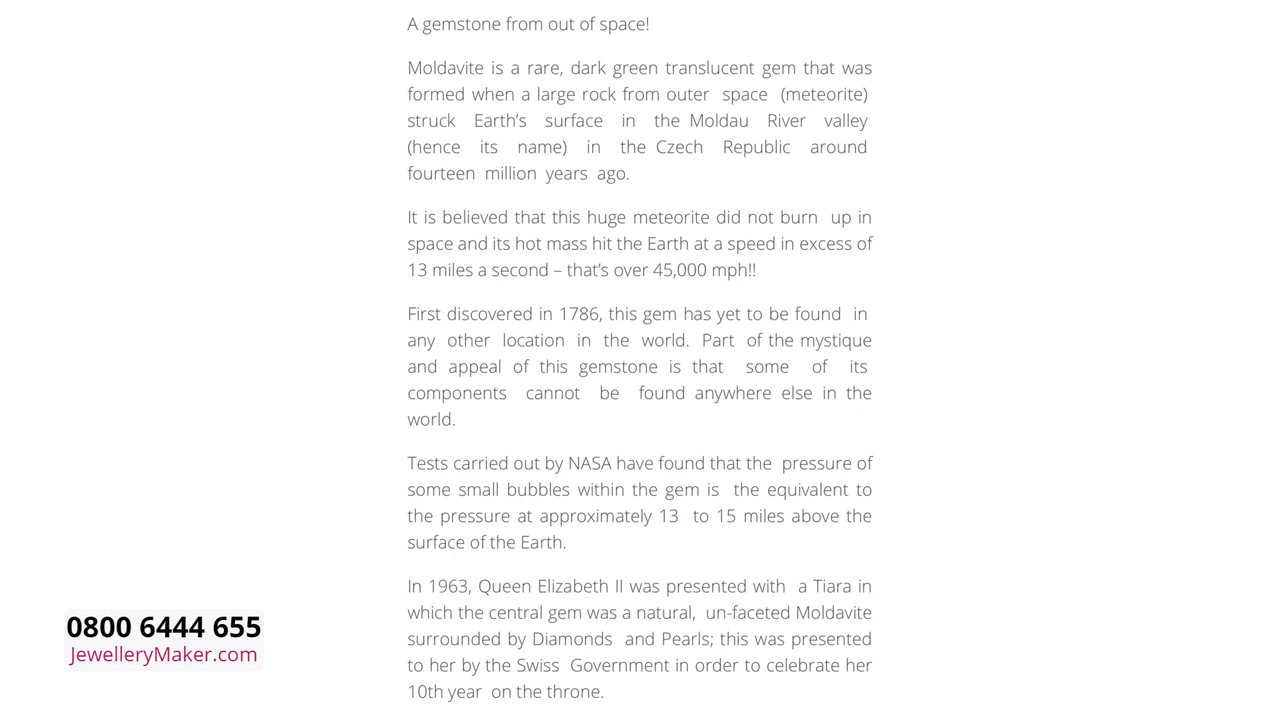 A gemstone from out of space!
Moldavite is a rare, dark green translucent gem that was
formed when a large rock from outer space (meteorite)
struck Earth’s surface in the Moldau River valley
(hence its name) in the Czech Republic around
fourteen million years ago.
It is believed that this huge meteorite did not burn up in
space and its hot mass hit the Earth at a speed in excess of
13 miles a second – that’s over 45,000 mph!!
First discovered in 1786, this gem has yet to be found in
any other location in the world. Part of the mystique
and appeal of this gemstone is that some of its
components cannot be found anywhere else in the
world.
Tests carried out by NASA have found that the pressure of
some small bubbles within the gem is the equivalent to
the pressure at approximately 13 to 15 miles above the
surface of the Earth.
In 1963, Queen Elizabeth II was presented with a Tiara in
which the central gem was a natural, un-faceted Moldavite
surrounded by Diamonds and Pearls; this was presented
to her by the Swiss Government in order to celebrate her
10th year on the throne.
0800 6444 655
JewelleryMaker.com